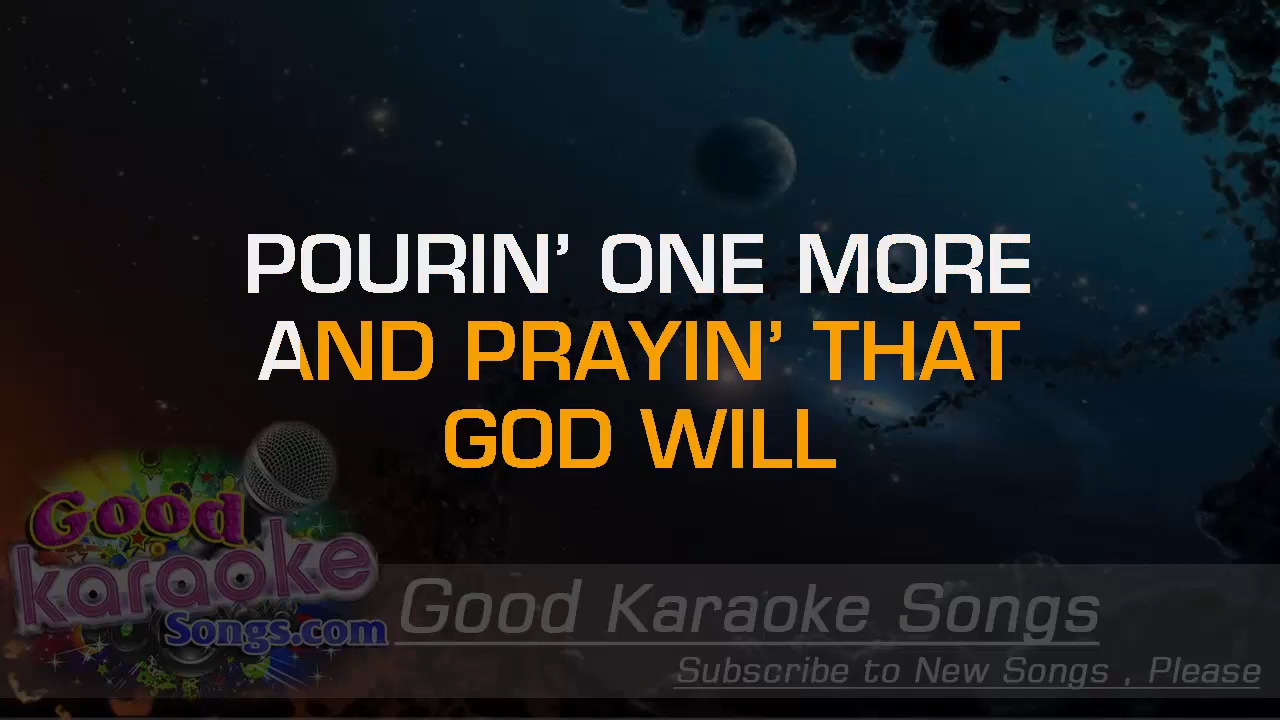 POURIN’ ONE MORE
AND PRAYIN’ THAT
GOD WILL
Good
karaoke
Songs.com
Good Karaoke Songs
Subscribe to New Songs , Please